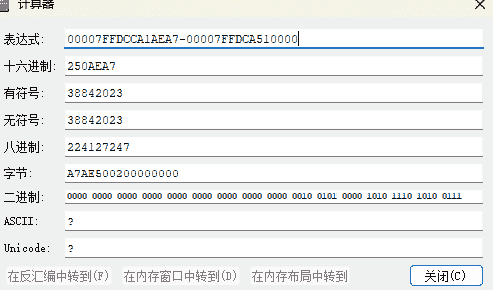 计算器
表达式: 00007FFDCCA1AEA7-00007FFDCA510000
十六进制: 250AEA7
有符号: 38842023
无符号: 38842023
八进制: 224127247
字节: A7AE500200000000
二进制: 0000 0000 0000 0000 0000 0000 0000 0000 0000 0010 0101 0000 1010 1110 1010 0111
ASCII: ?
Unicode: ?
在反汇编中转到(F) 在内存窗口中转到(D) 在内存布局中转到 关闭(C)